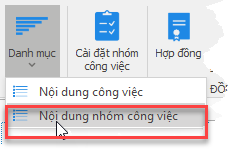 Danh mục
Cài đặt nhóm
công việc
Hợp đồng
Nội dung công việc
Nội dung nhóm công việc